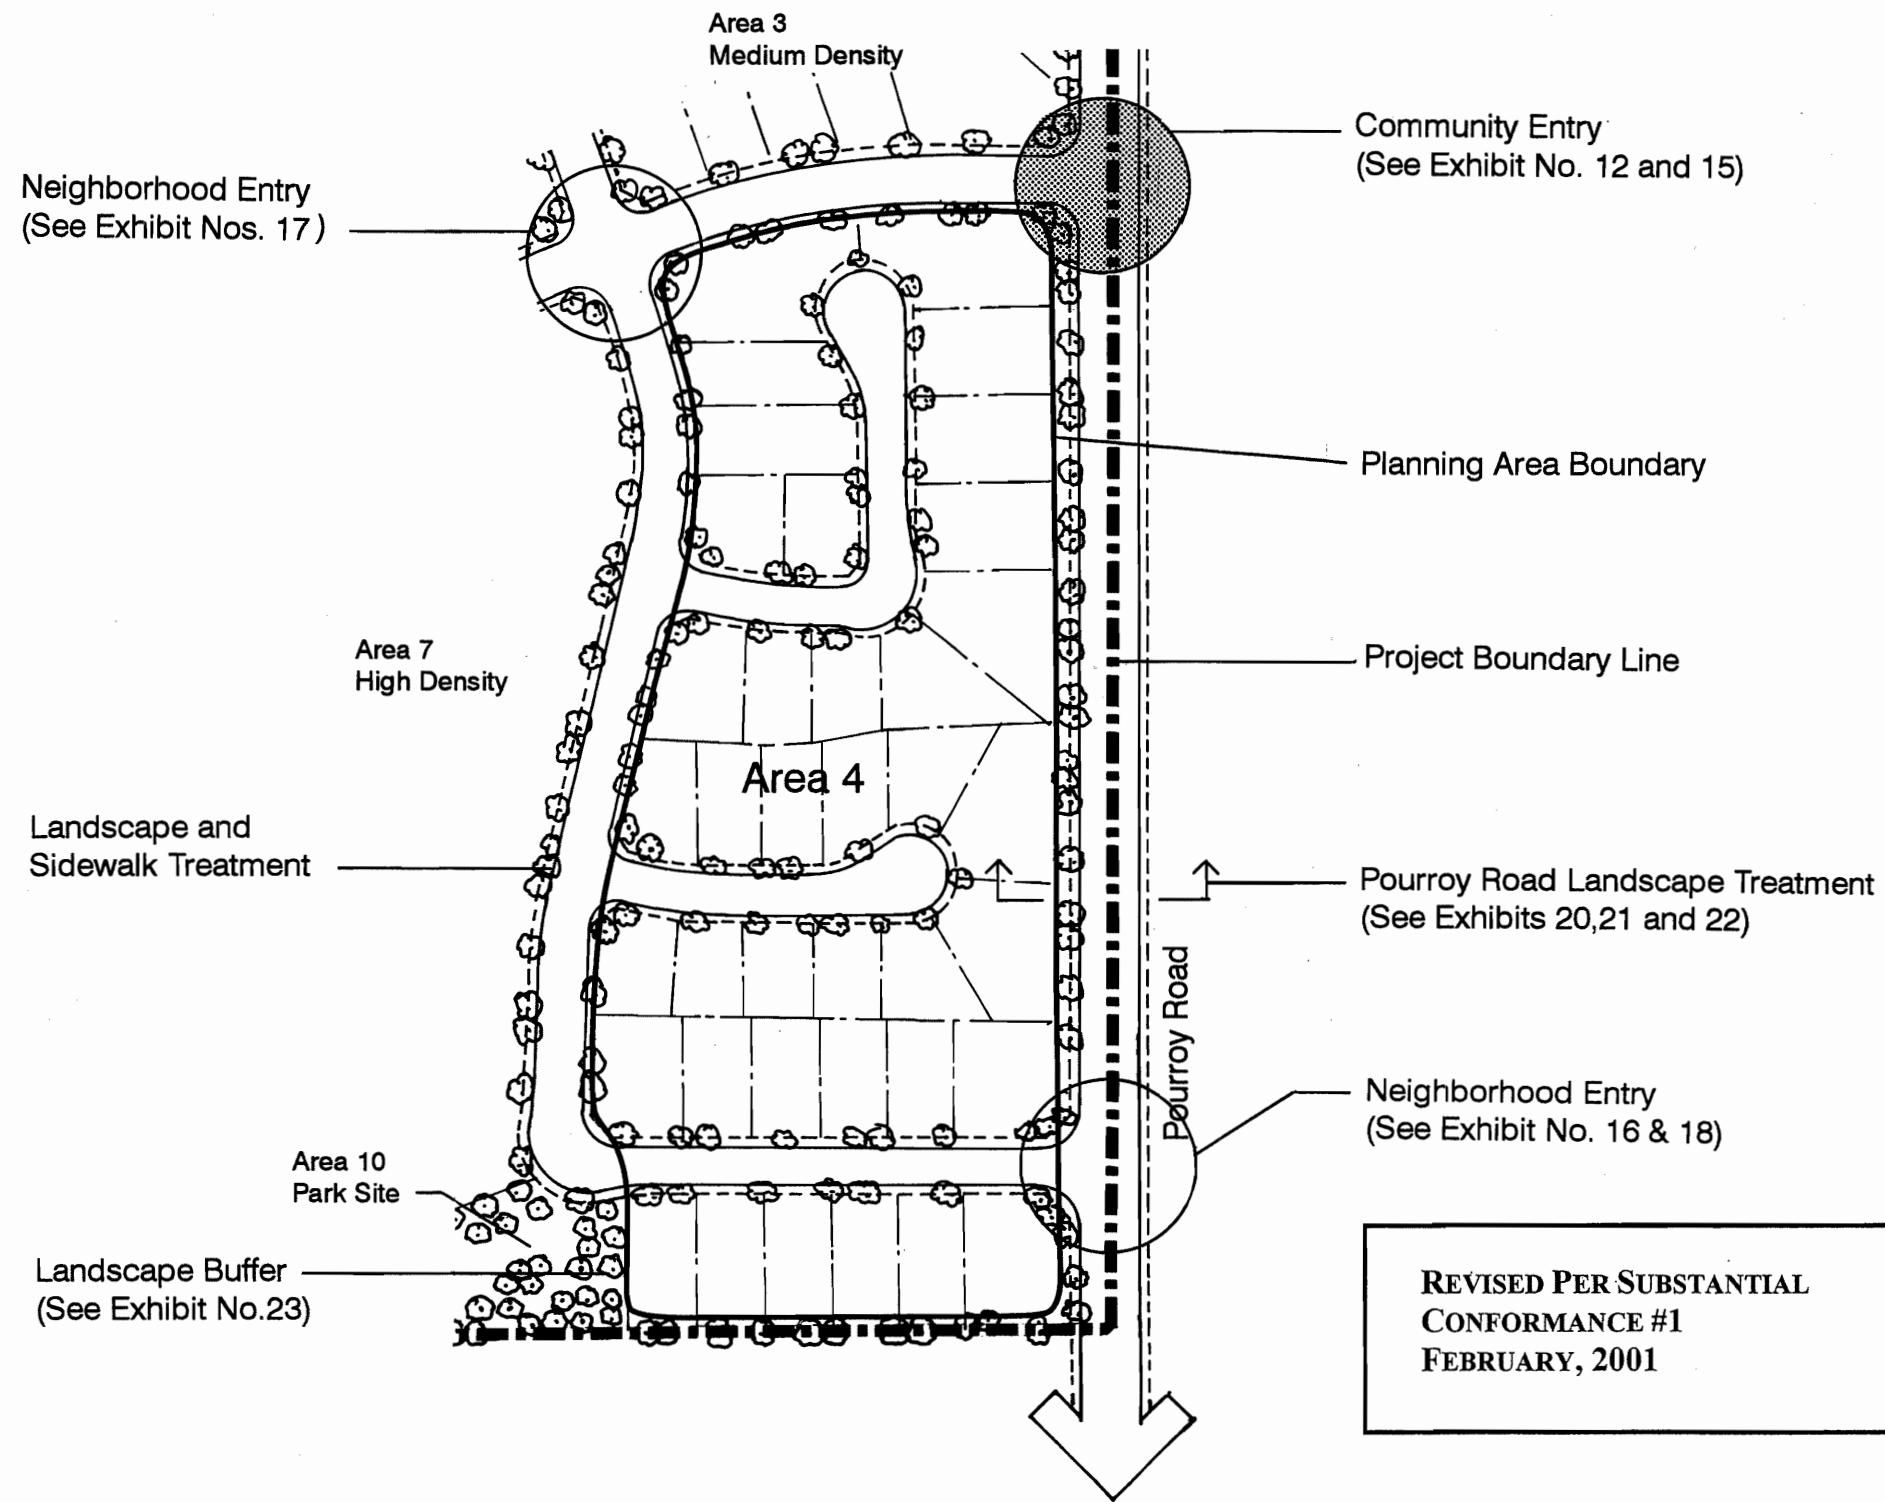 Area 3
Medium Density
Community Entry
(See Exhibit No. 12 and 15)
Neighborhood Entry
(See Exhibit Nos. 17)
Planning Area Boundary
Area 7
High Density
Project Boundary Line
Area 4
Landscape and
Sidewalk Treatment
Pourroy Road Landscape Treatment
(See Exhibits 20,21 and 22)
Pourroy Road
Neighborhood Entry
(See Exhibit No. 16 & 18)
Area 10
Park Site
Landscape Buffer
(See Exhibit No.23)
REVISED PER SUBSTANTIAL
CONFORMANCE #1
FEBRUARY, 2001